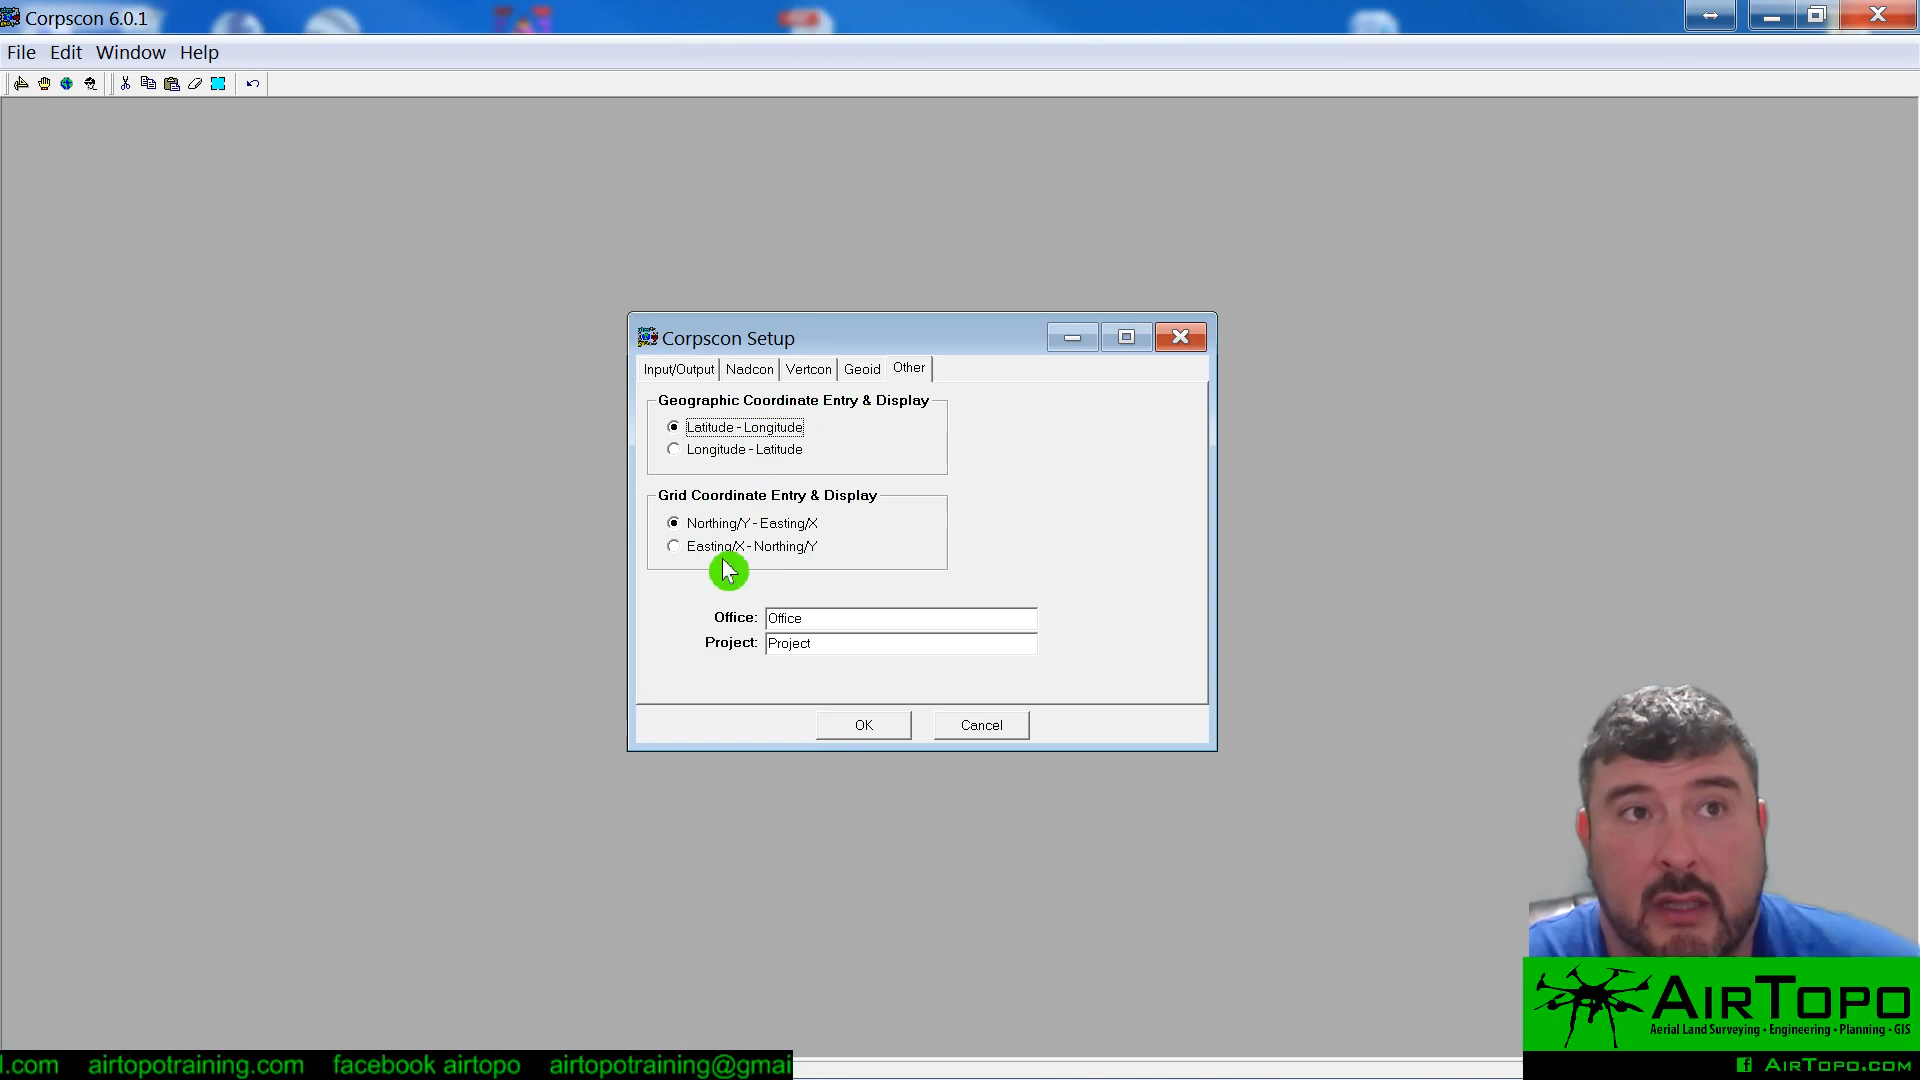 Corpscon 6.0.1
File Edit Window Help
Corpscon Setup
Input/Output Nadcon Vertcon Geoid Other
Geographic Coordinate Entry & Display
Latitude - Longitude
Longitude - Latitude
Grid Coordinate Entry & Display
Northing/Y - Easting/X
Easting/X - Northing/Y
Office: Office
Project: Project
OK Cancel
AIRTOPO
Aerial Land Surveying • Engineering • Planning • GIS
l.com airtopotraining.com facebook airtopo airtopotraining@gmai
AIRTOPO.COM